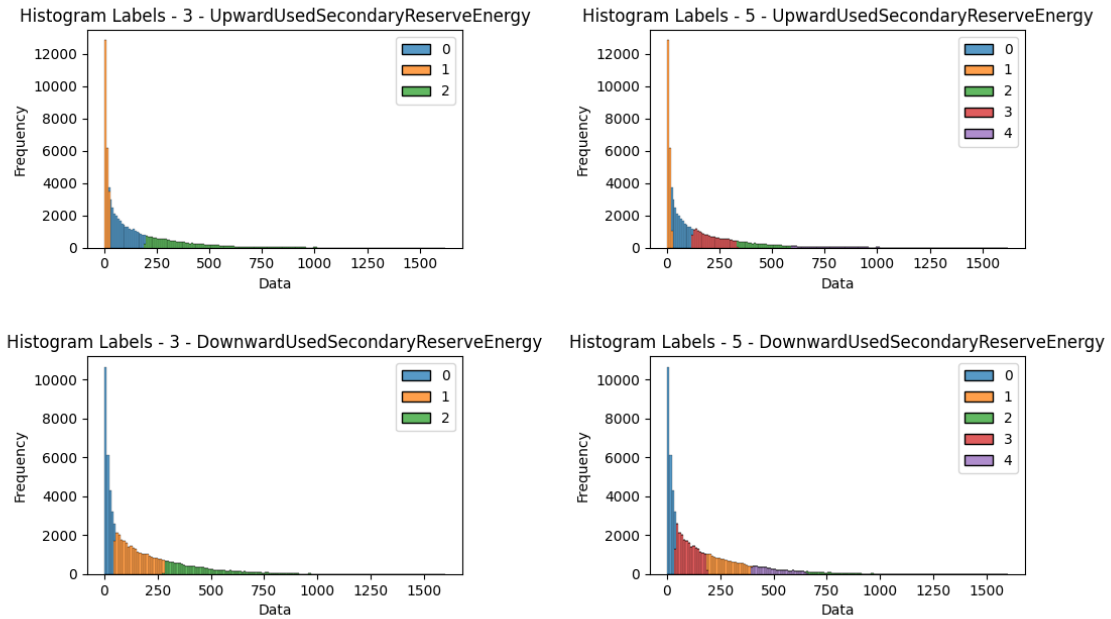 Histogram Labels - 3 - UpwardUsedSecondaryReserveEnergy
12000
10000
8000
6000
4000
2000
0
Frequency
0
1
2
0 250 500 750 1000 1250 1500
Data
Histogram Labels - 5 - UpwardUsedSecondaryReserveEnergy
12000
10000
8000
6000
4000
2000
0
Frequency
0
1
2
3
4
0 250 500 750 1000 1250 1500
Data
Histogram Labels - 3 - DownwardUsedSecondaryReserveEnergy
10000
8000
6000
4000
2000
0
Frequency
0
1
2
0 250 500 750 1000 1250 1500
Data
Histogram Labels - 5 - DownwardUsedSecondaryReserveEnergy
10000
8000
6000
4000
2000
0
Frequency
0
1
2
3
4
0 250 500 750 1000 1250 1500
Data